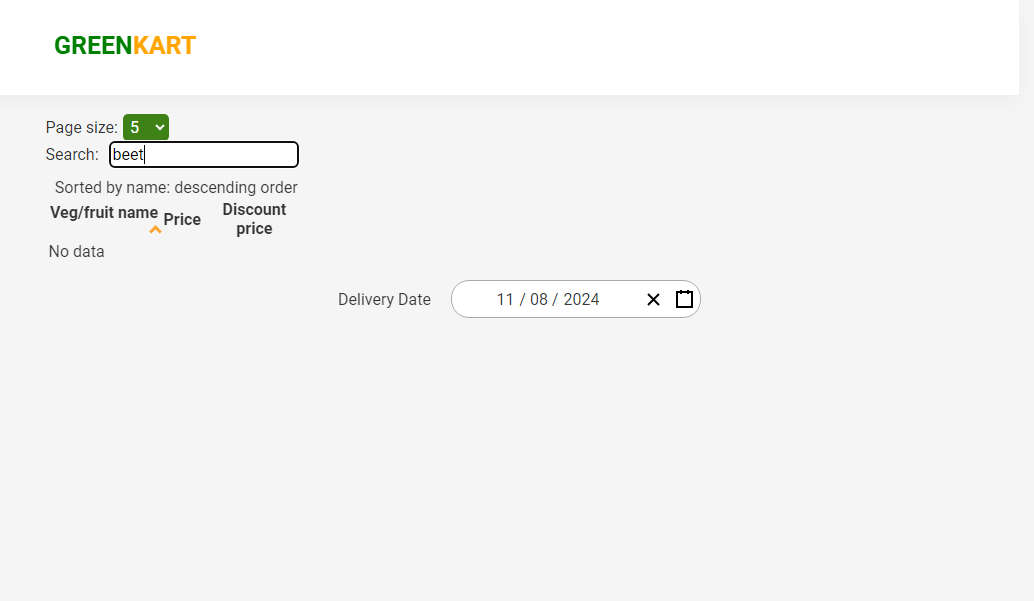 GREENKART
Page size: 5
Search: beet
Sorted by name: descending order
Veg/fruit name Price Discount price
No data
Delivery Date 11 / 08 / 2024